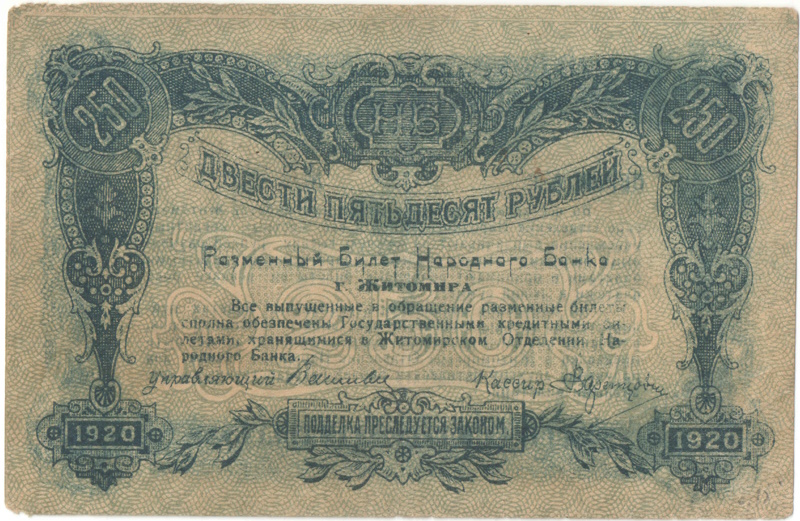 250 НБ 250
ДВЕСТИ ПЯТЬДЕСЯТ РУБЛЕЙ
Разменный Билет Народного Банка
г. Житомира
Все выпущенные в обращение разменные билеты
сполна обеспечены Государственными кредитными би-
летами, хранящимися в Житомирском Отделении На-
родного Банка.
Управляющий
Кассир
1920 ПОДДЕЛКА ПРЕСЛЕДУЕТСЯ ЗАКОНОМ. 1920